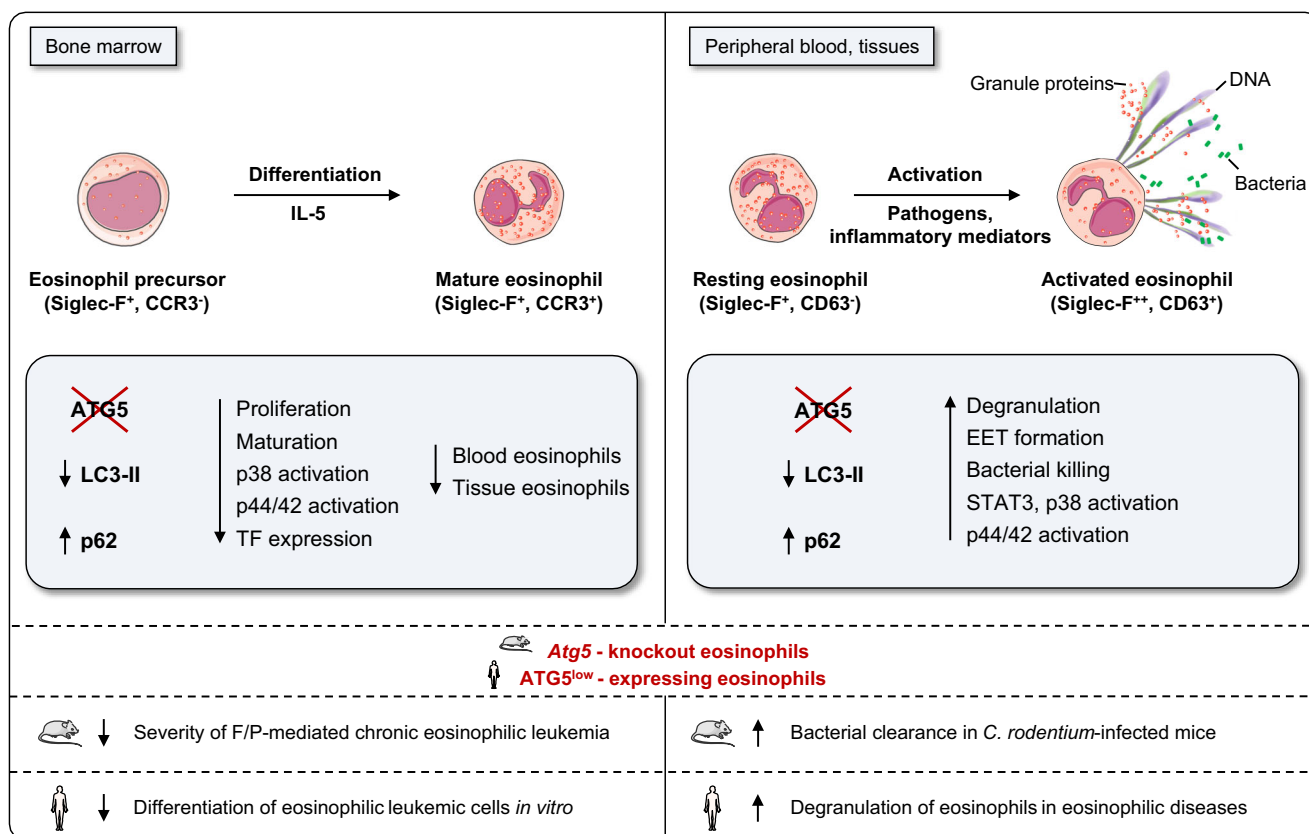 Bone marrow
Differentiation
IL-5
Eosinophil precursor
(Siglec-F⁺, CCR3⁻)
Mature eosinophil
(Siglec-F⁺, CCR3⁺)
ATG5
↓ LC3-II
↑ p62
Proliferation
Maturation
p38 activation
p44/42 activation
TF expression
Blood eosinophils
Tissue eosinophils
Peripheral blood, tissues
Granule proteins
DNA
Bacteria
Activation
Pathogens,
inflammatory mediators
Resting eosinophil
(Siglec-F⁺, CD63⁻)
Activated eosinophil
(Siglec-F⁺⁺, CD63⁺)
ATG5
↓ LC3-II
↑ p62
Degranulation
EET formation
Bacterial killing
STAT3, p38 activation
p44/42 activation
Atg5 - knockout eosinophils
ATG5ˡᵒʷ - expressing eosinophils
↓ Severity of F/P-mediated chronic eosinophilic leukemia
↑ Bacterial clearance in C. rodentium-infected mice
↓ Differentiation of eosinophilic leukemic cells in vitro
↑ Degranulation of eosinophils in eosinophilic diseases